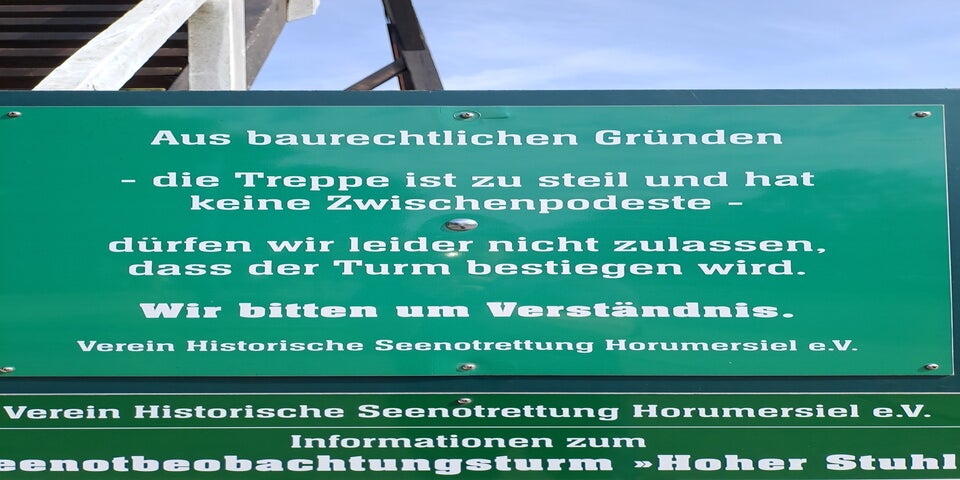 Aus baurechtlichen Gründen
- die Treppe ist zu steil und hat
keine Zwischenpodeste -
dürfen wir leider nicht zulassen,
dass der Turm bestiegen wird.
Wir bitten um Verständnis.
Verein Historische Seenotrettung Horumersiel e.V.
Verein Historische Seenotrettung Horumersiel e.V.
Informationen zum
eenotbeobachtungsturm »Hoher Stuhl